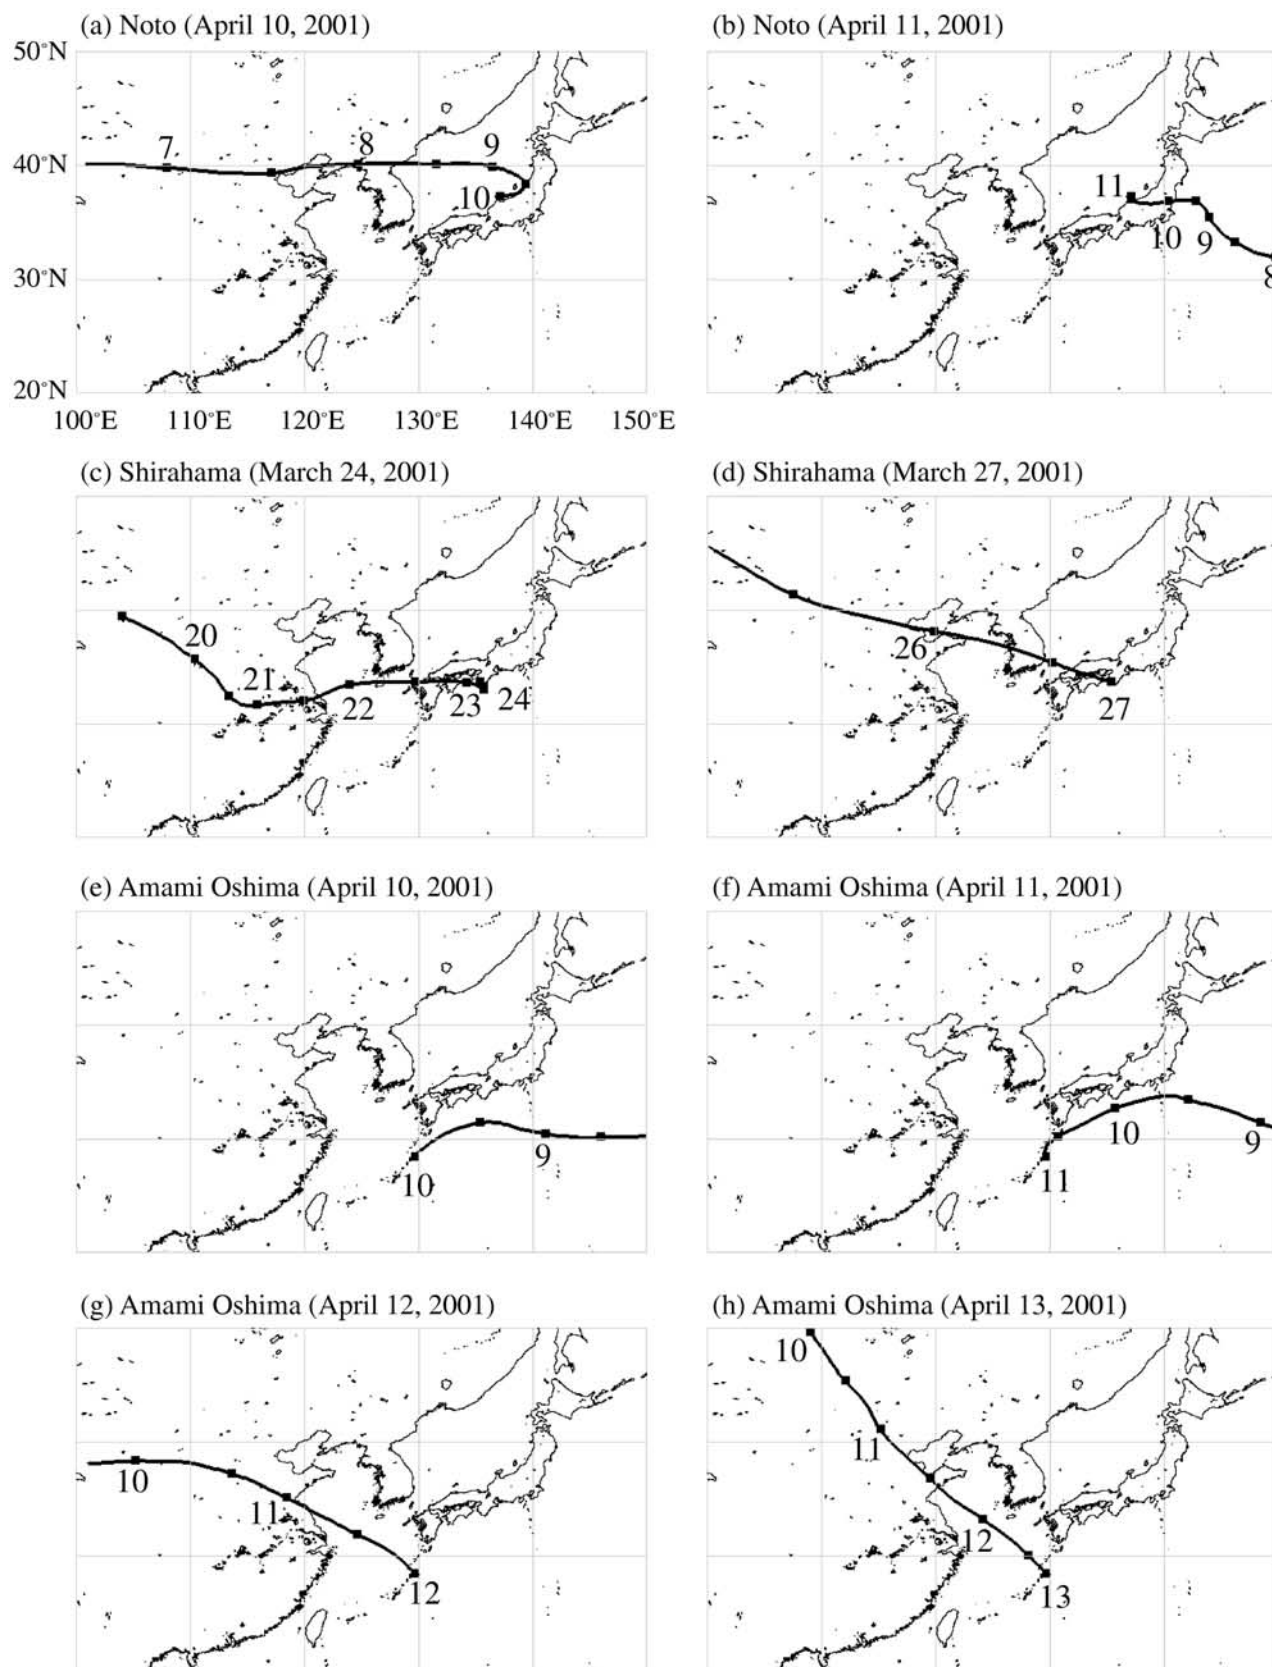 (a) Noto (April 10, 2001)
(b) Noto (April 11, 2001)
50°N
40°N
30°N
20°N
100°E 110°E 120°E 130°E 140°E 150°E
7 8 9 10
11 10 9 8
(c) Shirahama (March 24, 2001)
(d) Shirahama (March 27, 2001)
20 21 22 23 24
26 27
(e) Amami Oshima (April 10, 2001)
(f) Amami Oshima (April 11, 2001)
10 9
11 10 9
(g) Amami Oshima (April 12, 2001)
(h) Amami Oshima (April 13, 2001)
10 11 12
10 11 12 13